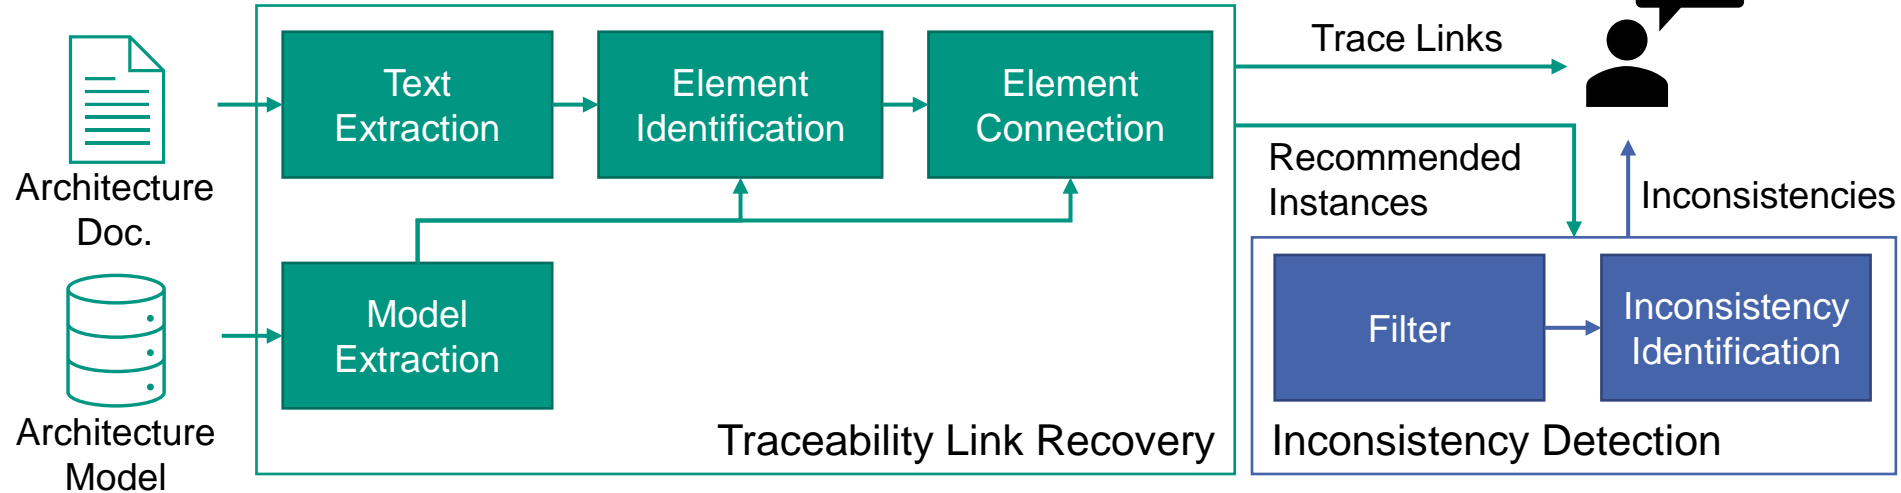 Architecture
Doc.
Architecture
Model
Text
Extraction
Element
Identification
Element
Connection
Model
Extraction
Traceability Link Recovery
Trace Links
Recommended
Instances
Inconsistencies
Filter
Inconsistency
Identification
Inconsistency Detection